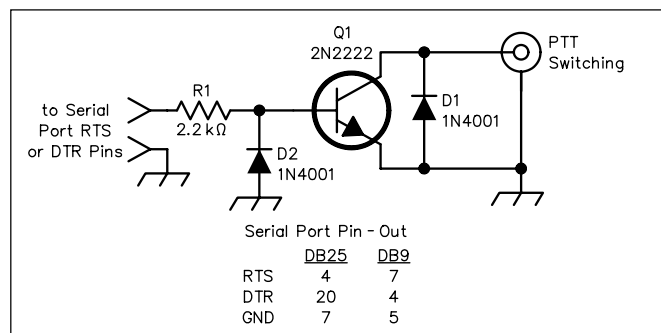 Q1
2N2222
PTT
Switching
R1
2.2 kΩ
to Serial
Port RTS
or DTR Pins
D1
1N4001
D2
1N4001
Serial Port Pin - Out
DB25 DB9
RTS 4 7
DTR 20 4
GND 7 5